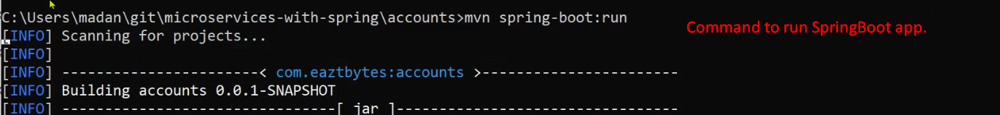 C:\Users\madan\git\microservices-with-spring\accounts>mvn spring-boot:run
Command to run SpringBoot app.
[INFO] Scanning for projects...
[INFO]
[INFO] -----------------------< com.eaztbytes:accounts >-----------------------
[INFO] Building accounts 0.0.1-SNAPSHOT
[INFO] --------------------------------[ jar ]---------------------------------